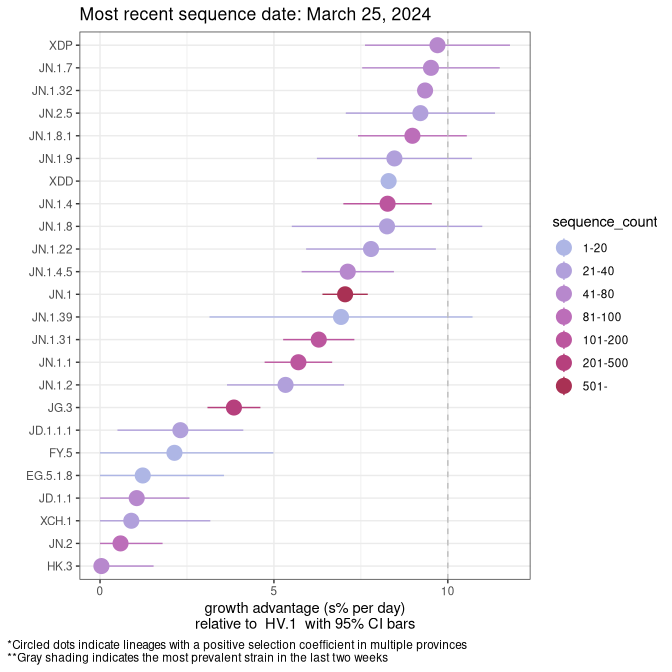 Most recent sequence date: March 25, 2024
XDP
JN.1.7
JN.1.32
JN.2.5
JN.1.8.1
JN.1.9
XDD
JN.1.4
JN.1.8
JN.1.22
JN.1.4.5
JN.1
JN.1.39
JN.1.31
JN.1.1
JN.1.2
JG.3
JD.1.1.1
FY.5
EG.5.1.8
JD.1.1
XCH.1
JN.2
HK.3
0 5 10
growth advantage (s% per day)
relative to HV.1 with 95% CI bars
sequence_count
1-20
21-40
41-80
81-100
101-200
201-500
501-
*Circled dots indicate lineages with a positive selection coefficient in multiple provinces
**Gray shading indicates the most prevalent strain in the last two weeks